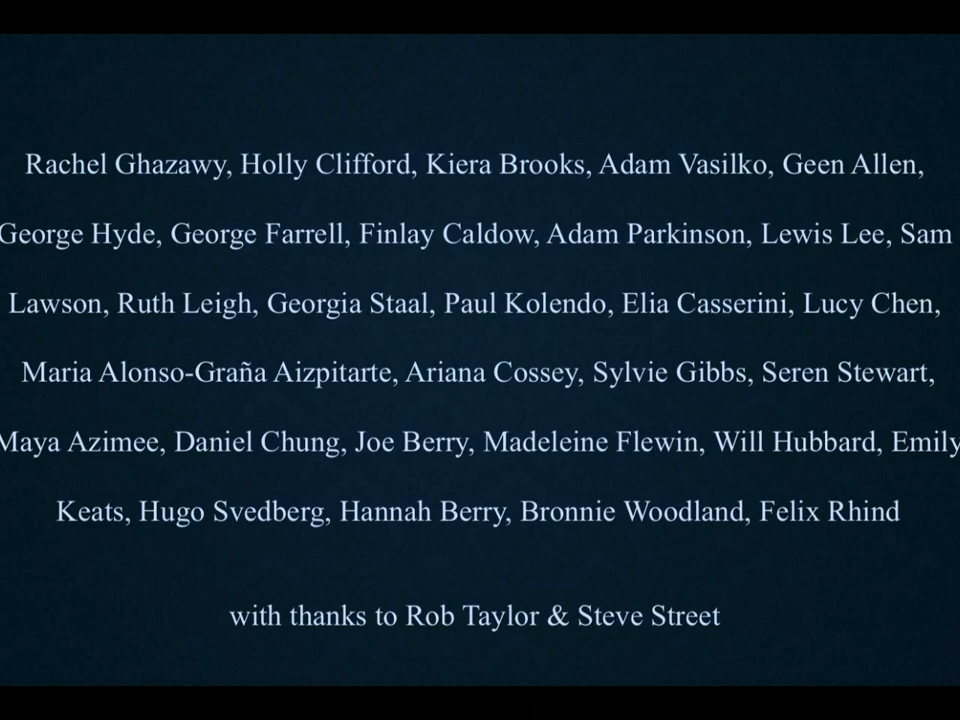 Rachel Ghazawy, Holly Clifford, Kiera Brooks, Adam Vasilko, Geen Allen,
George Hyde, George Farrell, Finlay Caldow, Adam Parkinson, Lewis Lee, Sam
Lawson, Ruth Leigh, Georgia Staal, Paul Kolendo, Elia Casserini, Lucy Chen,
Maria Alonso-Graña Aizpitarte, Ariana Cossey, Sylvie Gibbs, Seren Stewart,
Maya Azimee, Daniel Chung, Joe Berry, Madeleine Flewin, Will Hubbard, Emily
Keats, Hugo Svedberg, Hannah Berry, Bronnie Woodland, Felix Rhind
with thanks to Rob Taylor & Steve Street